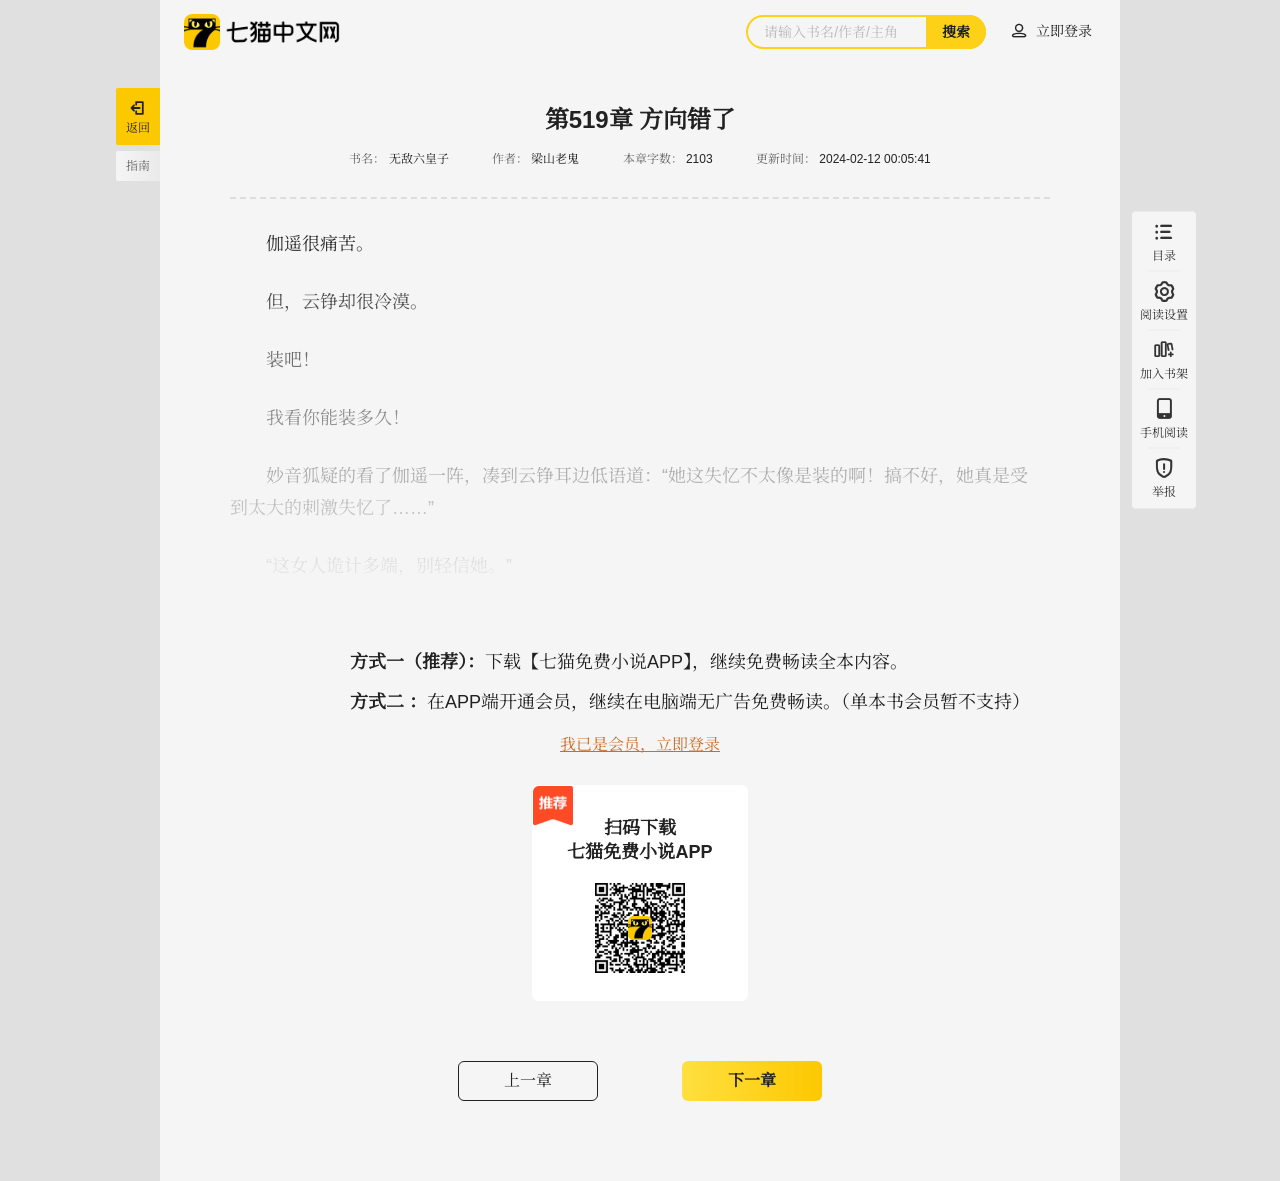 七猫中文网
请输入书名/作者/主角
搜索
立即登录
返回
指南
第519章 方向错了
书名： 无敌六皇子 作者： 梁山老鬼 本章字数： 2103 更新时间： 2024-02-12 00:05:41
伽遥很痛苦。
但，云铮却很冷漠。
装吧！
我看你能装多久！
妙音狐疑的看了伽遥一阵，凑到云铮耳边低语道：“她这失忆不太像是装的啊！搞不好，她真是受
到太大的刺激失忆了……”
“这女人诡计多端，别轻信她。”
目录
阅读设置
加入书架
手机阅读
举报
方式一（推荐）：下载【七猫免费小说APP】，继续免费畅读全本内容。
方式二 ：在APP端开通会员，继续在电脑端无广告免费畅读。（单本书会员暂不支持）
我已是会员，立即登录
推荐
扫码下载
七猫免费小说APP
上一章
下一章